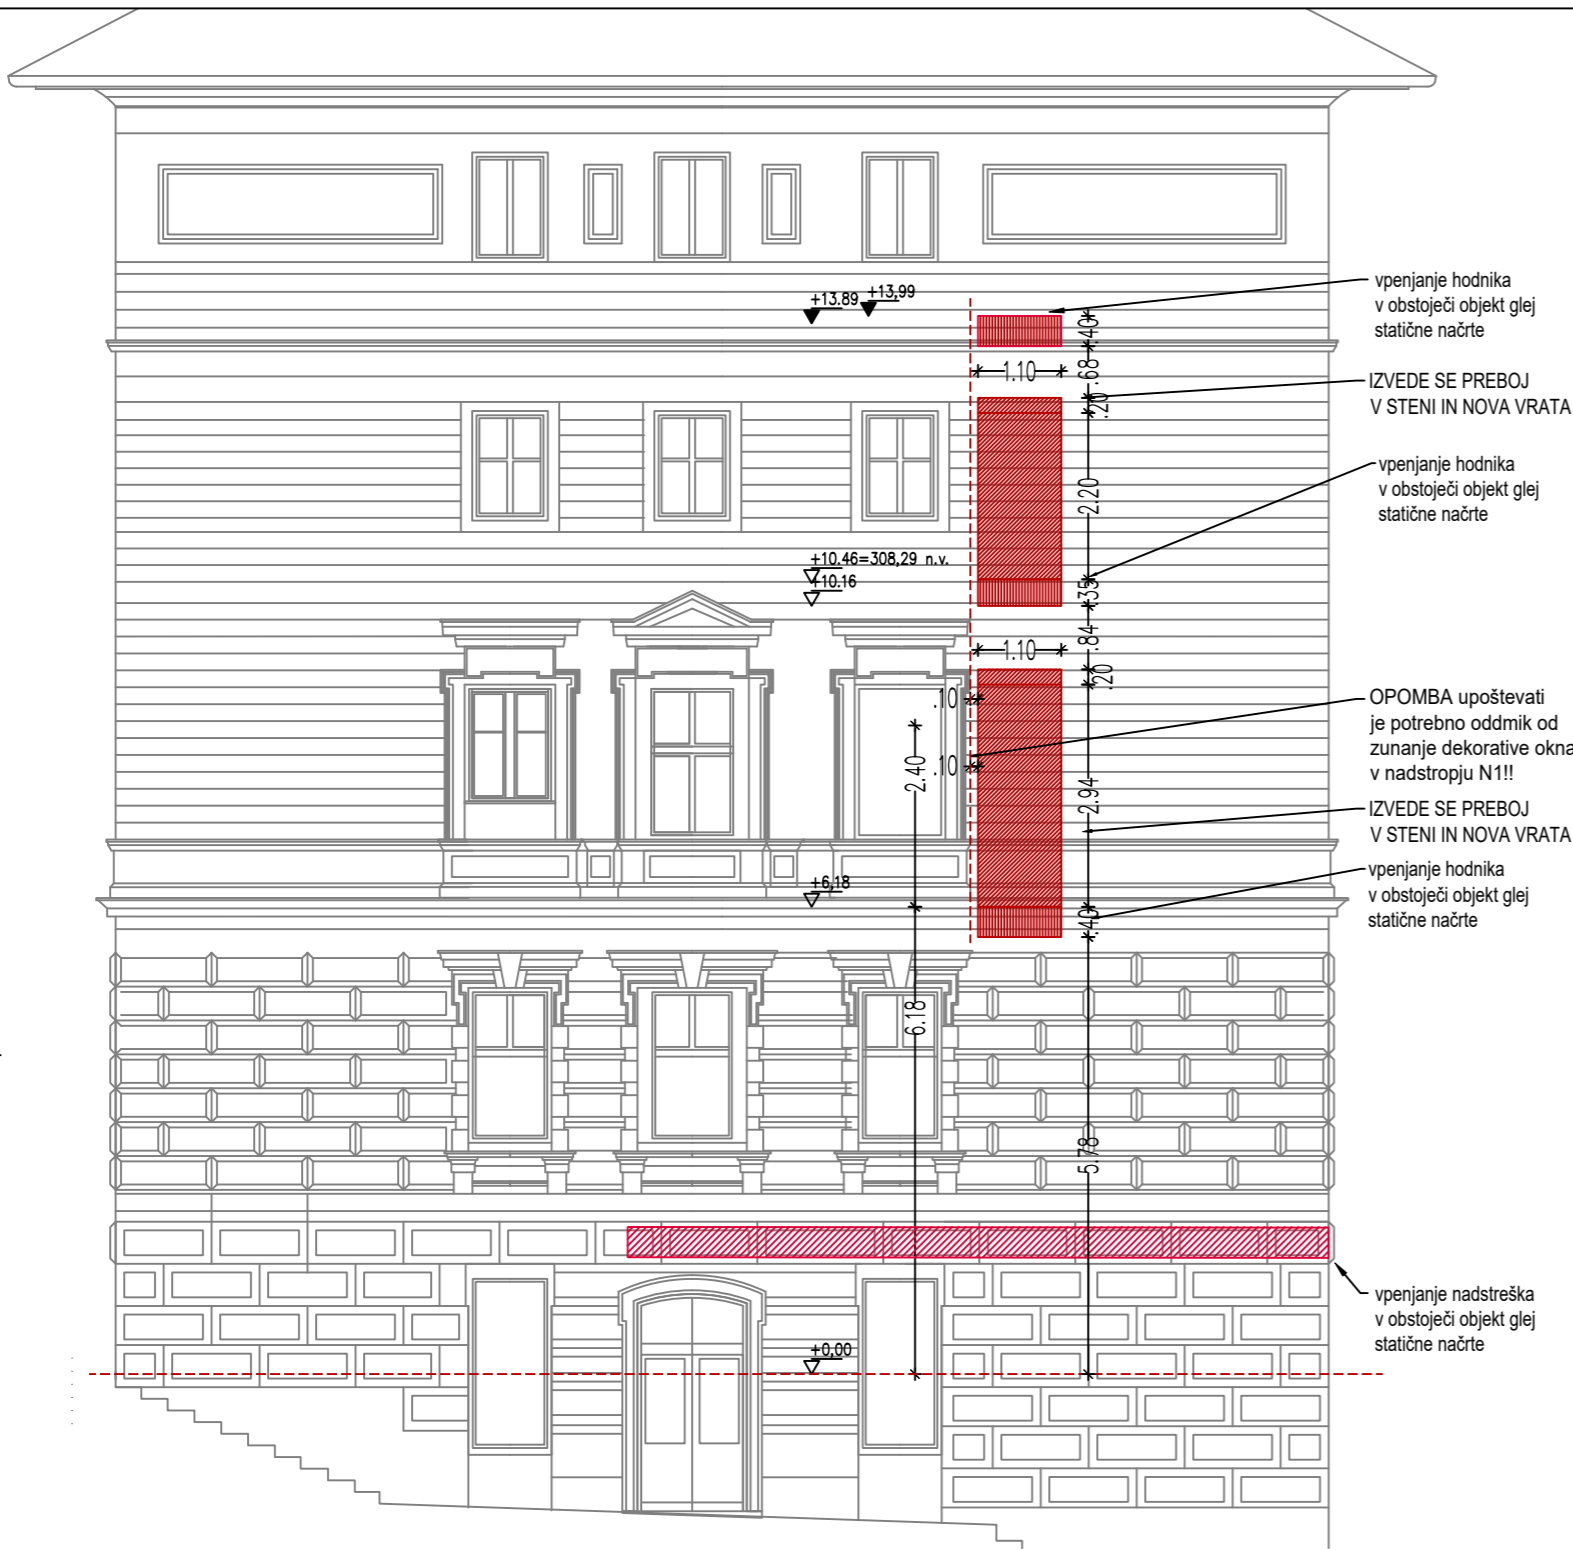 +13.89
+13,99
vpenjanje hodnika
v obstoječi objekt glej
statične načrte
.40
.68
1.10
.20
IZVEDE SE PREBOJ
V STENI IN NOVA VRATA
vpenjanje hodnika
v obstoječi objekt glej
statične načrte
2.20
+10.46=308,29 n.v.
+10.16
.35
.84
1.10
.20
.10
OPOMBA upoštevati
je potrebno oddmik od
zunanje dekorative okna
v nadstropju N1!!
.10
2.40
2.94
IZVEDE SE PREBOJ
V STENI IN NOVA VRATA
vpenjanje hodnika
v obstoječi objekt glej
statične načrte
+6,18
.40
6.18
5.78
vpenjanje nadstreška
v obstoječi objekt glej
statične načrte
+0,00